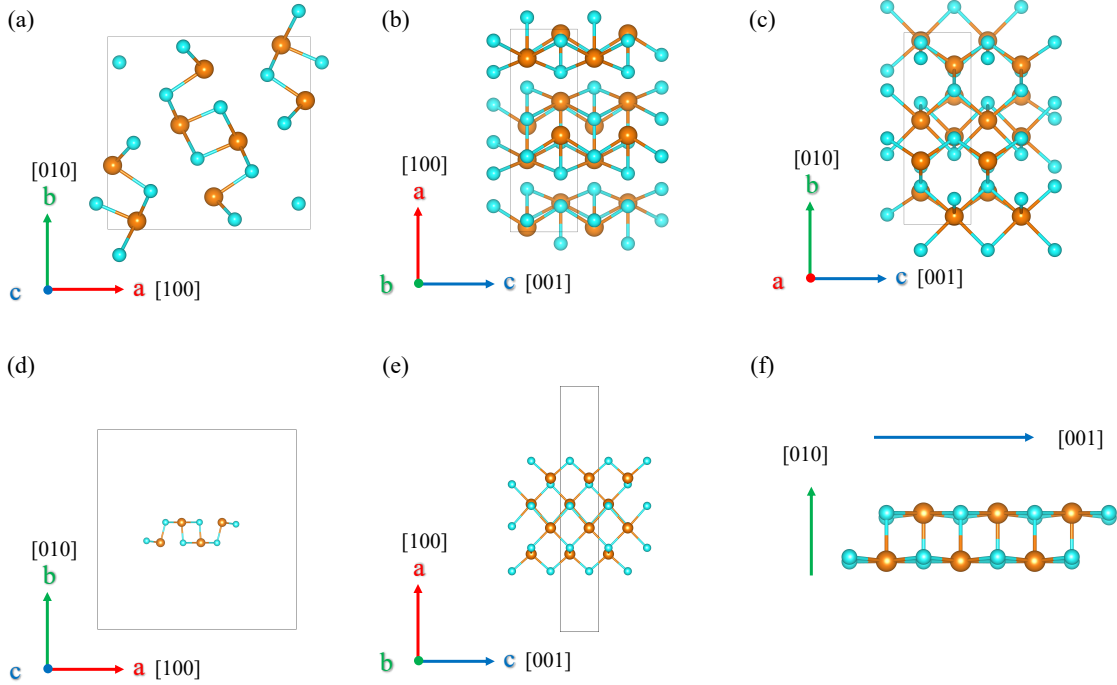 (a)
(b)
(c)
[010]
b
c
a [100]
[100]
a
b
c [001]
[010]
b
a
c [001]
(d)
(e)
(f)
[010]
b
c
a [100]
[100]
a
b
c [001]
[001]
[010]